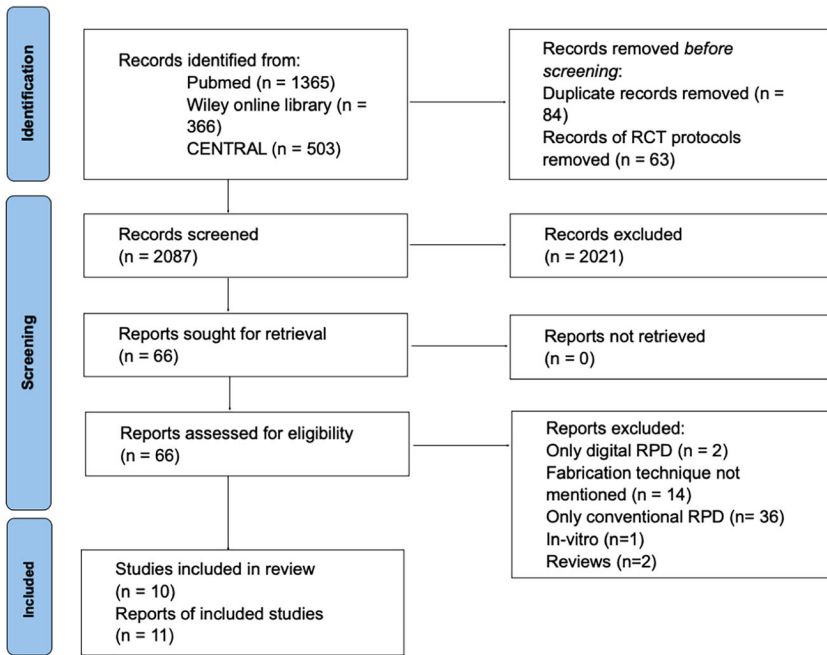 Identification
Records identified from:
Pubmed (n = 1365)
Wiley online library (n =
366)
CENTRAL (n = 503)
Records removed before
screening:
Duplicate records removed (n =
84)
Records of RCT protocols
removed (n = 63)
Screening
Records screened
(n = 2087)
Records excluded
(n = 2021)
Reports sought for retrieval
(n = 66)
Reports not retrieved
(n = 0)
Reports assessed for eligibility
(n = 66)
Reports excluded:
Only digital RPD (n = 2)
Fabrication technique not
mentioned (n = 14)
Only conventional RPD (n= 36)
In-vitro (n=1)
Reviews (n=2)
Included
Studies included in review
(n = 10)
Reports of included studies
(n = 11)